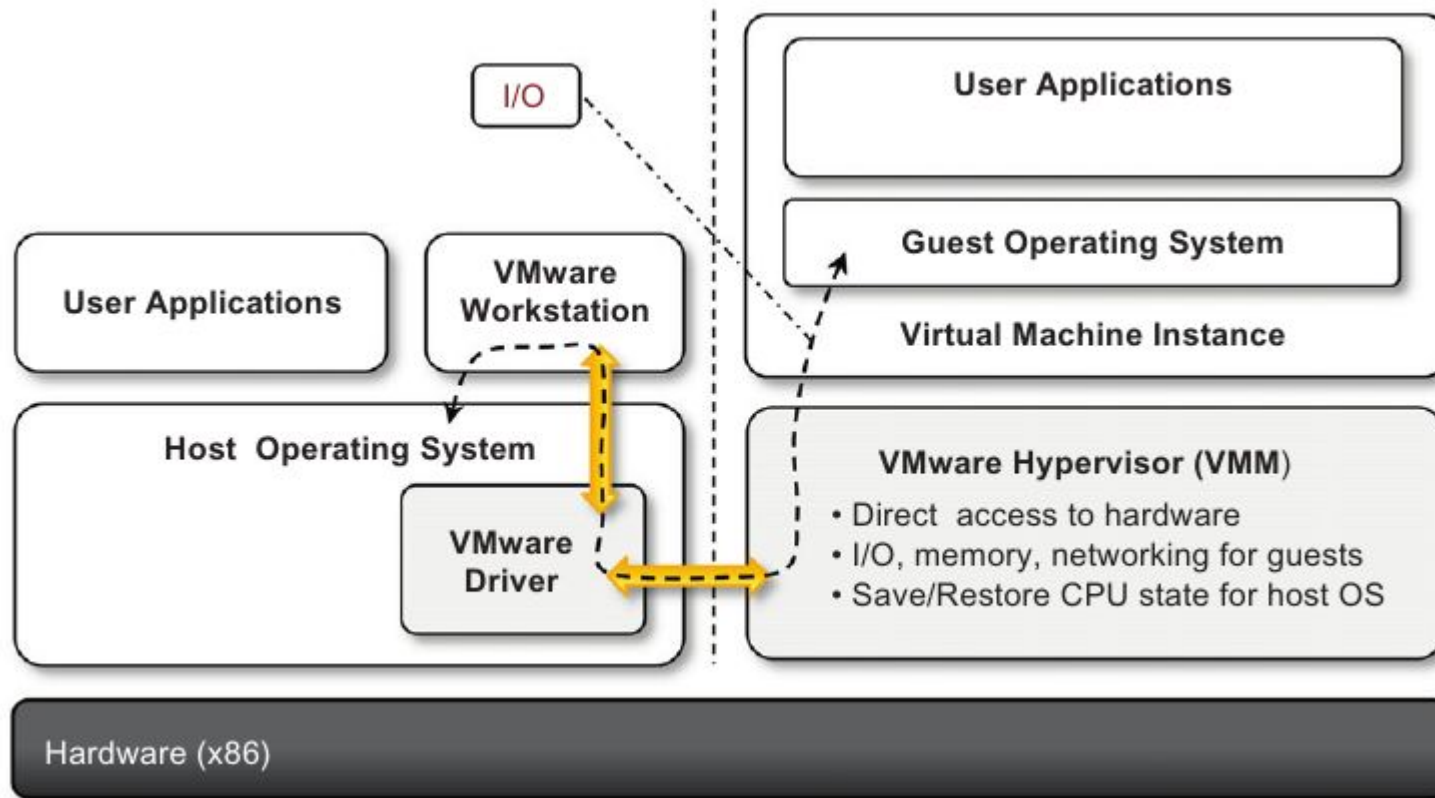 I/O
User Applications
Guest Operating System
Virtual Machine Instance
User Applications
VMware
Workstation
Host Operating System
VMware
Driver
VMware Hypervisor (VMM)
• Direct access to hardware
• I/O, memory, networking for guests
• Save/Restore CPU state for host OS
Hardware (x86)